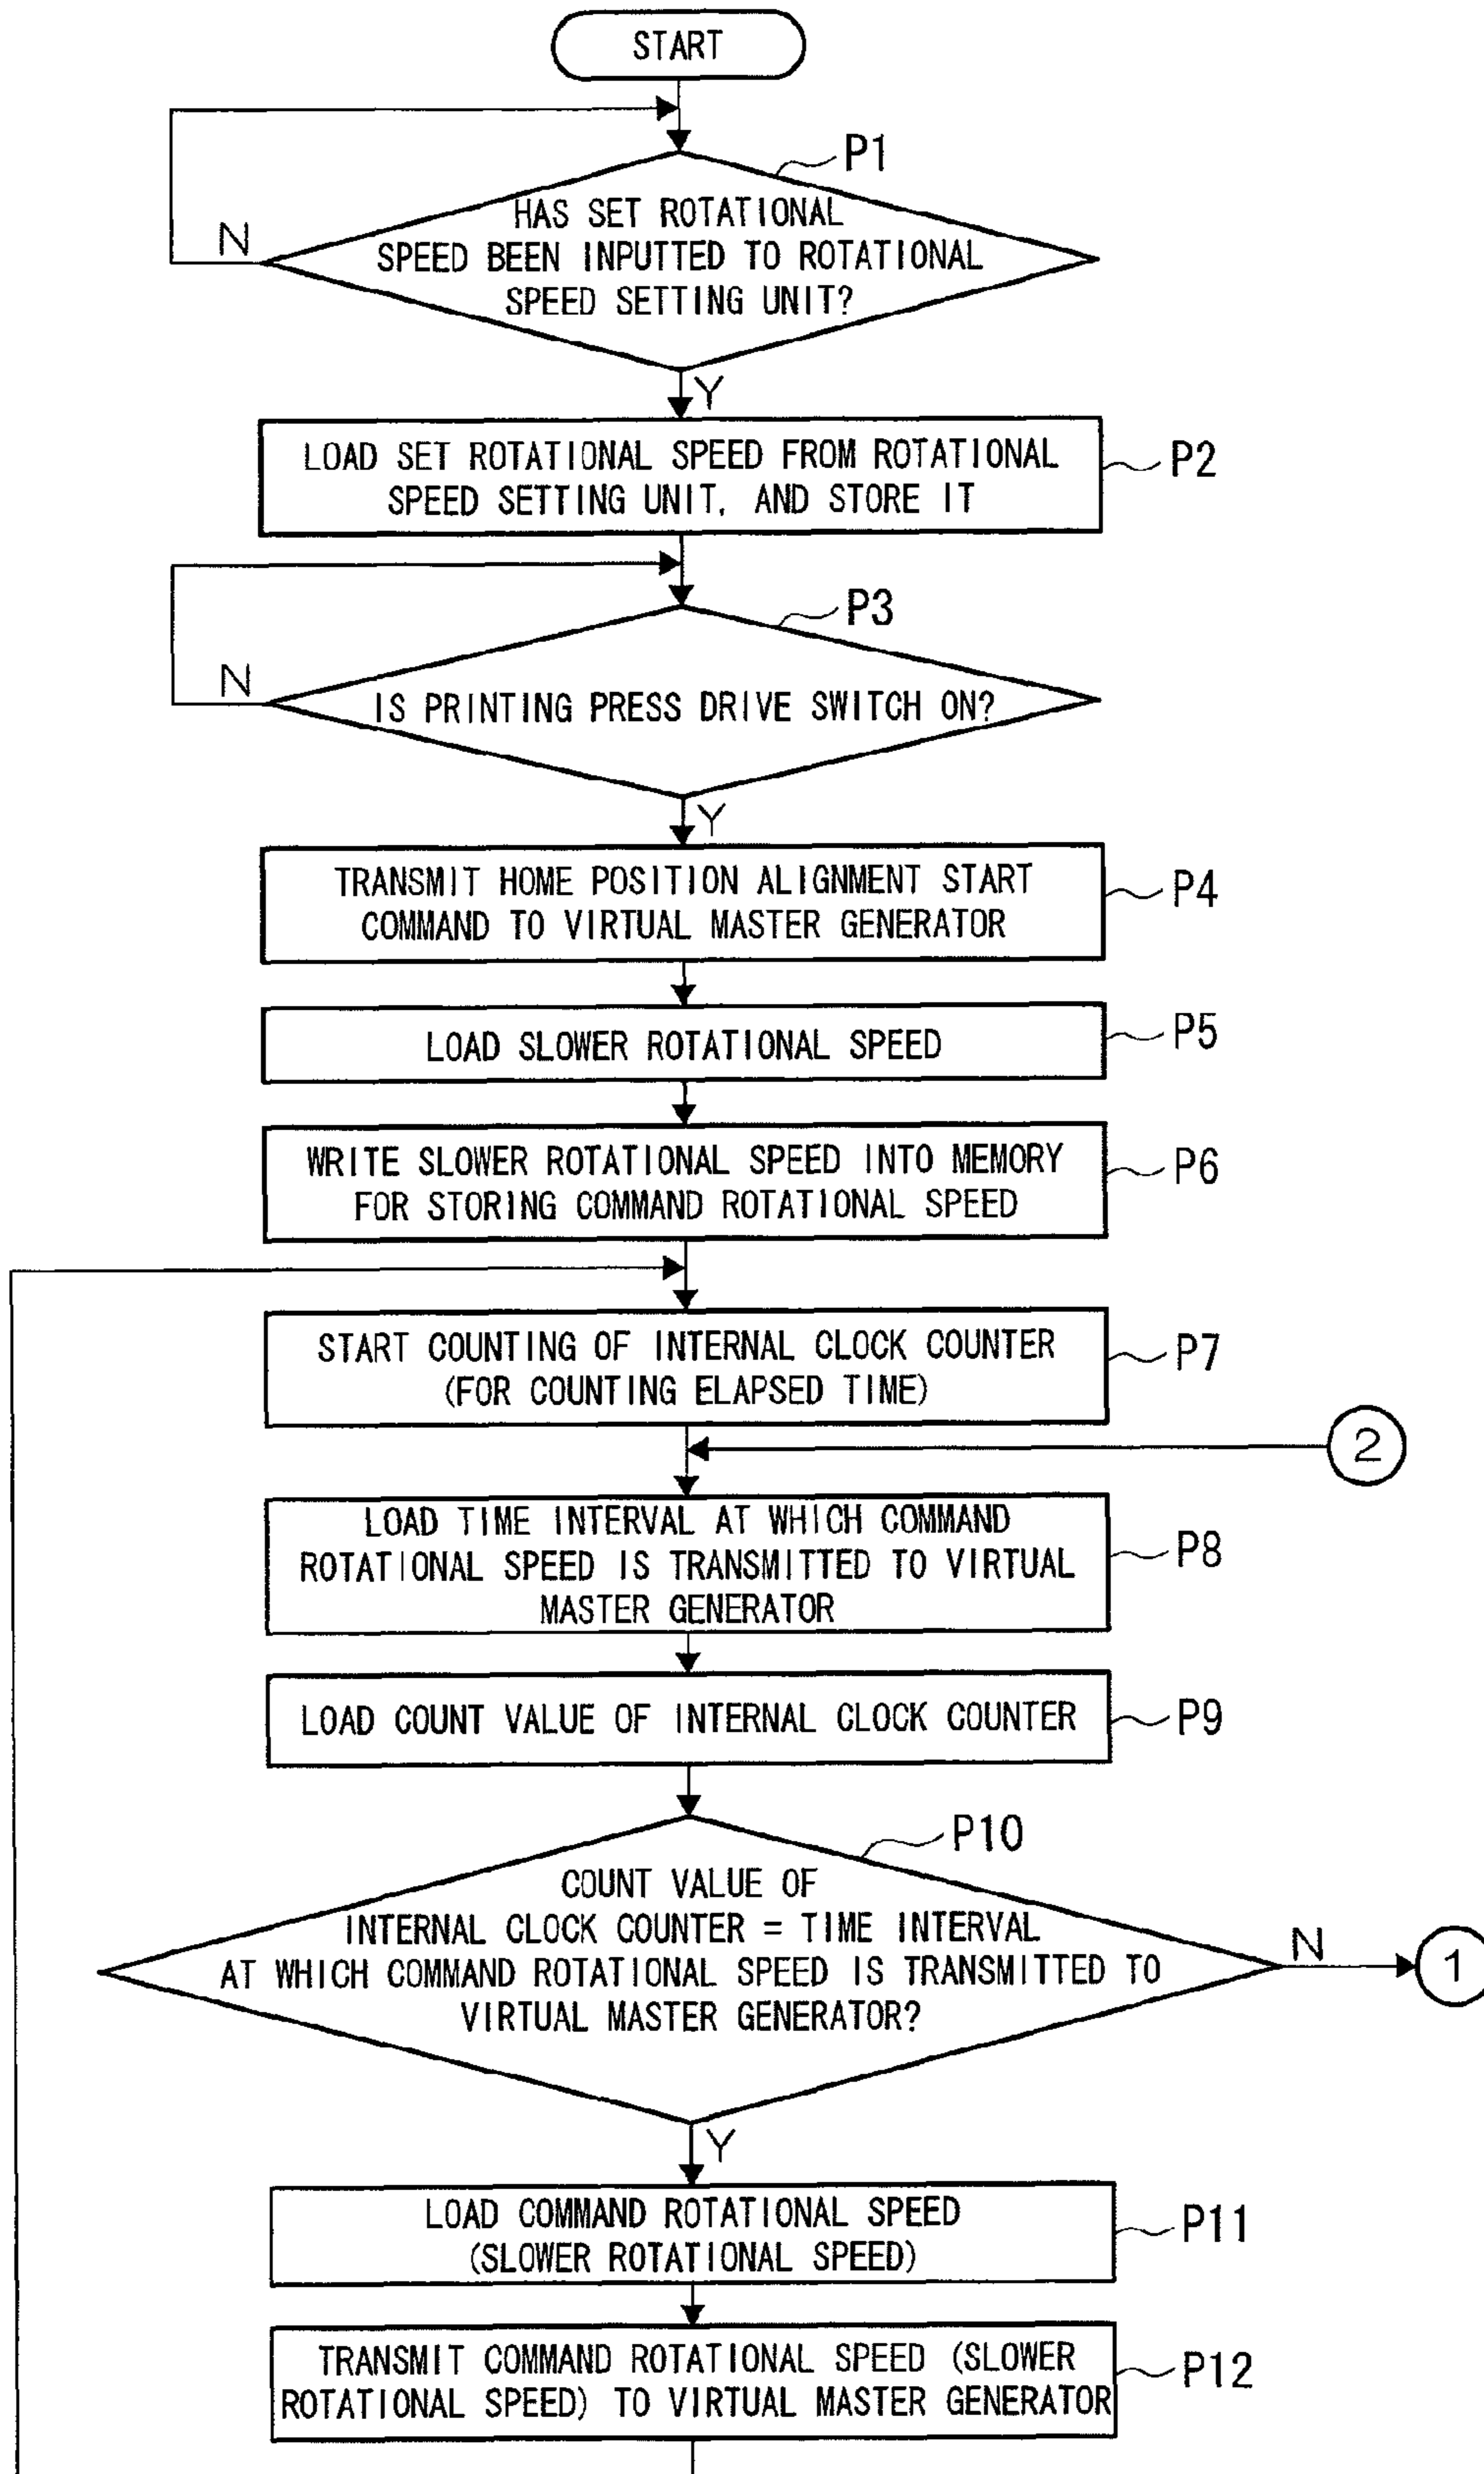 START
P1
HAS SET ROTATIONAL
SPEED BEEN INPUTTED TO ROTATIONAL
SPEED SETTING UNIT?
N
Y
LOAD SET ROTATIONAL SPEED FROM ROTATIONAL
SPEED SETTING UNIT, AND STORE IT
P2
P3
N
IS PRINTING PRESS DRIVE SWITCH ON?
Y
TRANSMIT HOME POSITION ALIGNMENT START
COMMAND TO VIRTUAL MASTER GENERATOR
P4
LOAD SLOWER ROTATIONAL SPEED
P5
WRITE SLOWER ROTATIONAL SPEED INTO MEMORY
FOR STORING COMMAND ROTATIONAL SPEED
P6
START COUNTING OF INTERNAL CLOCK COUNTER
(FOR COUNTING ELAPSED TIME)
P7
2
LOAD TIME INTERVAL AT WHICH COMMAND
ROTATIONAL SPEED IS TRANSMITTED TO VIRTUAL
MASTER GENERATOR
P8
LOAD COUNT VALUE OF INTERNAL CLOCK COUNTER
P9
P10
COUNT VALUE OF
INTERNAL CLOCK COUNTER = TIME INTERVAL
AT WHICH COMMAND ROTATIONAL SPEED IS TRANSMITTED TO
VIRTUAL MASTER GENERATOR?
N
1
Y
LOAD COMMAND ROTATIONAL SPEED
(SLOWER ROTATIONAL SPEED)
P11
TRANSMIT COMMAND ROTATIONAL SPEED (SLOWER
ROTATIONAL SPEED) TO VIRTUAL MASTER GENERATOR
P12